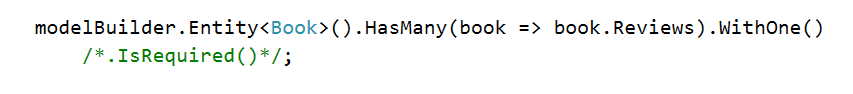 modelBuilder.Entity<Book>().HasMany(book => book.Reviews).WithOne()
/*.IsRequired()*/;